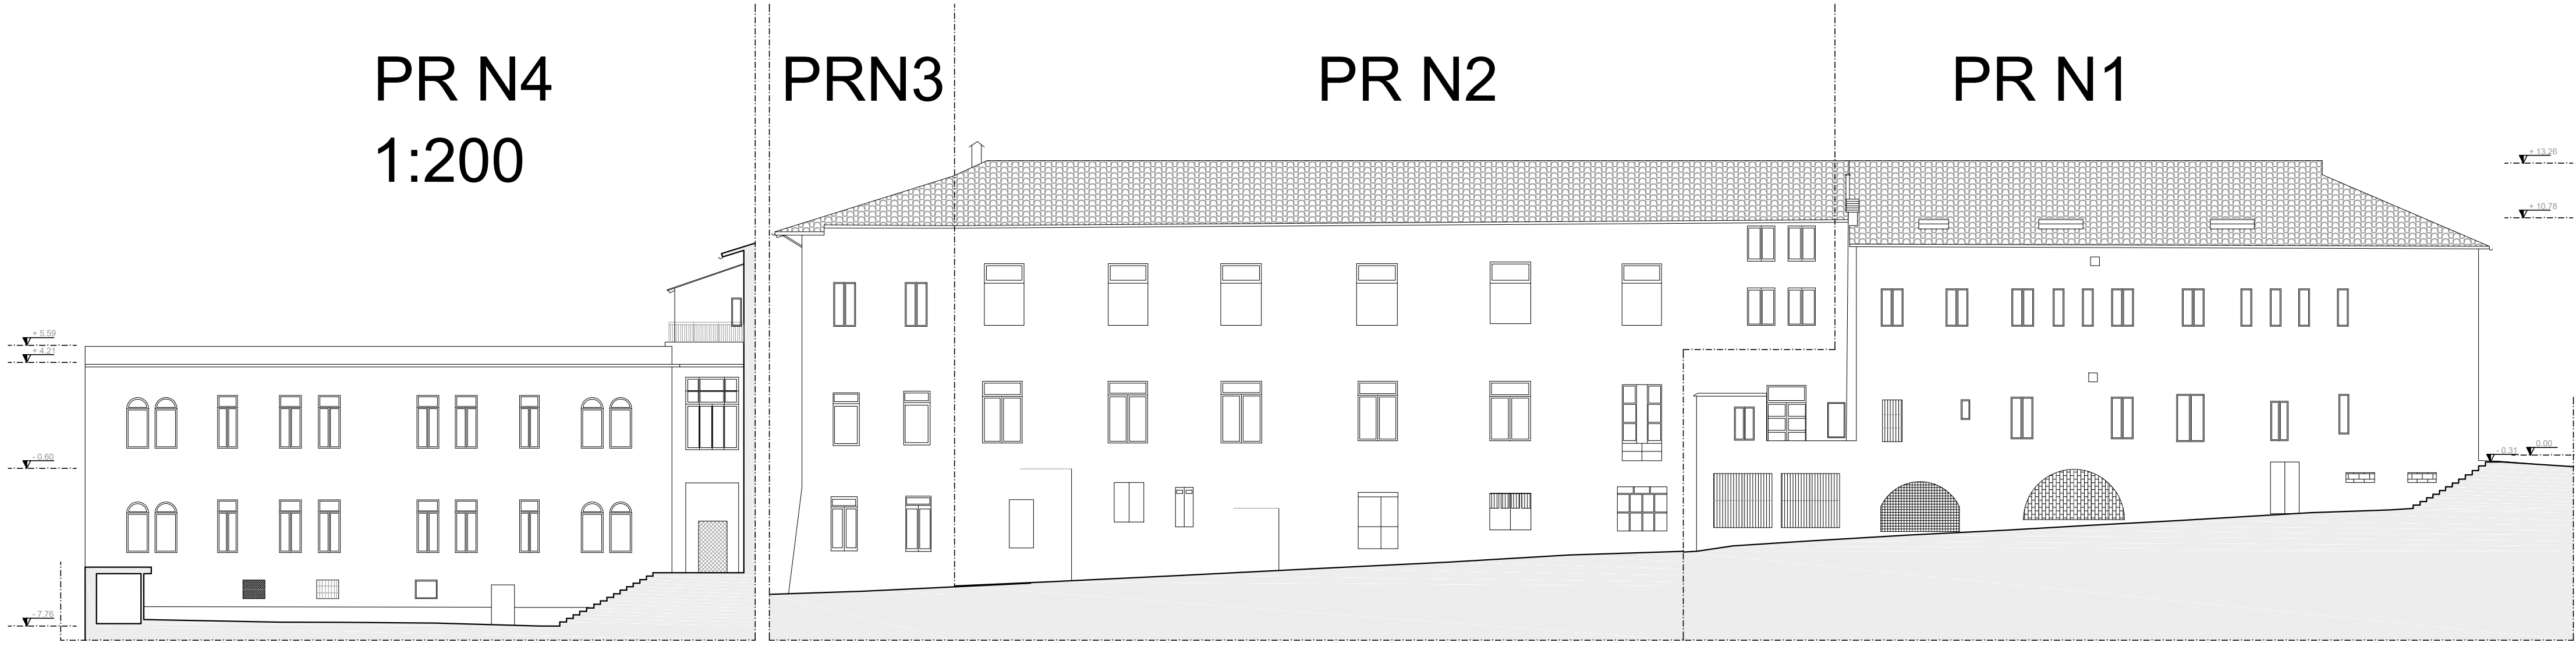 PR N4
1:200
PRN3
PR N2
PR N1
+ 5.59
+ 4.21
- 0.60
- 7.76
+ 13.26
+ 10.78
0.00
- 0.31